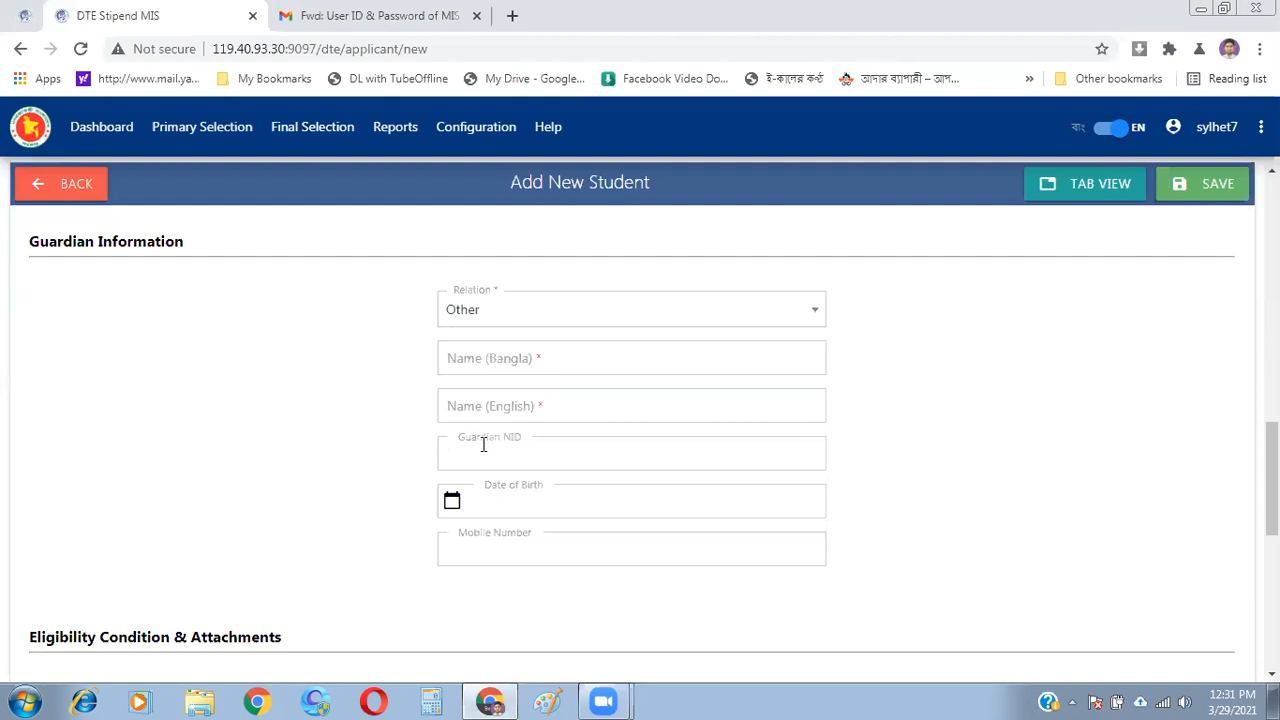 DTE Stipend MIS
Fwd: User ID & Password of MIS
Not secure
119.40.93.30:9097/dte/applicant/new
Apps
http://www.mail.ya...
My Bookmarks
DL with TubeOffline
My Drive - Google...
Facebook Video Do...
ই-কালের কণ্ঠ
আদার ব্যাপারী – আপ...
»
Other bookmarks
Reading list
Dashboard
Primary Selection
Final Selection
Reports
Configuration
Help
বাং
EN
sylhet7
BACK
Add New Student
TAB VIEW
SAVE
Guardian Information
Relation *
Other
Name (Bangla) *
Name (English) *
Guardian NID
Date of Birth
Mobile Number
Eligibility Condition & Attachments
12:31 PM
3/29/2021